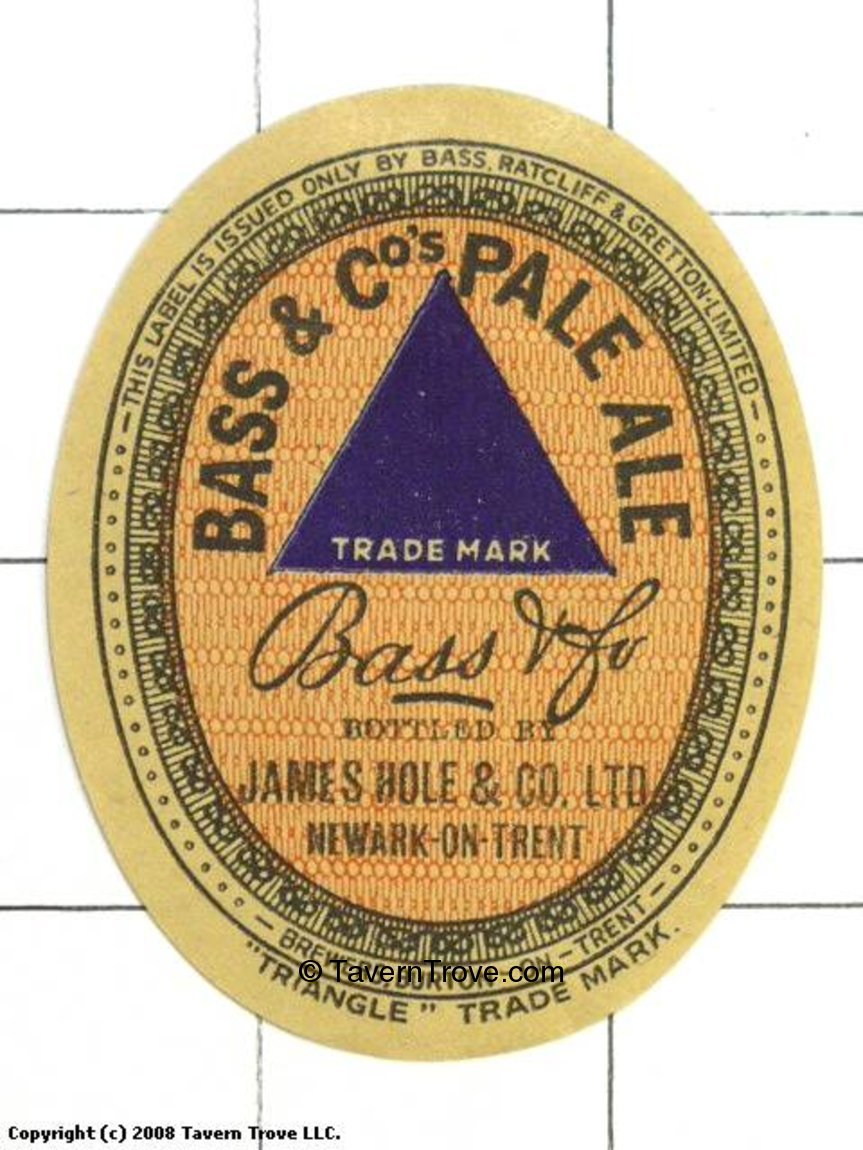 THIS LABEL IS ISSUED ONLY BY BASS, RATCLIFF & GRETTON·LIMITED
BASS & Co's PALE ALE
TRADE MARK
Bass & Co
BOTTLED BY
JAMES HOLE & CO. LTD
NEWARK-ON-TRENT
ON - TRENT
"TRIANGLE" TRADE MARK.
© TavernTrove.com
Copyright (c) 2008 Tavern Trove LLC.